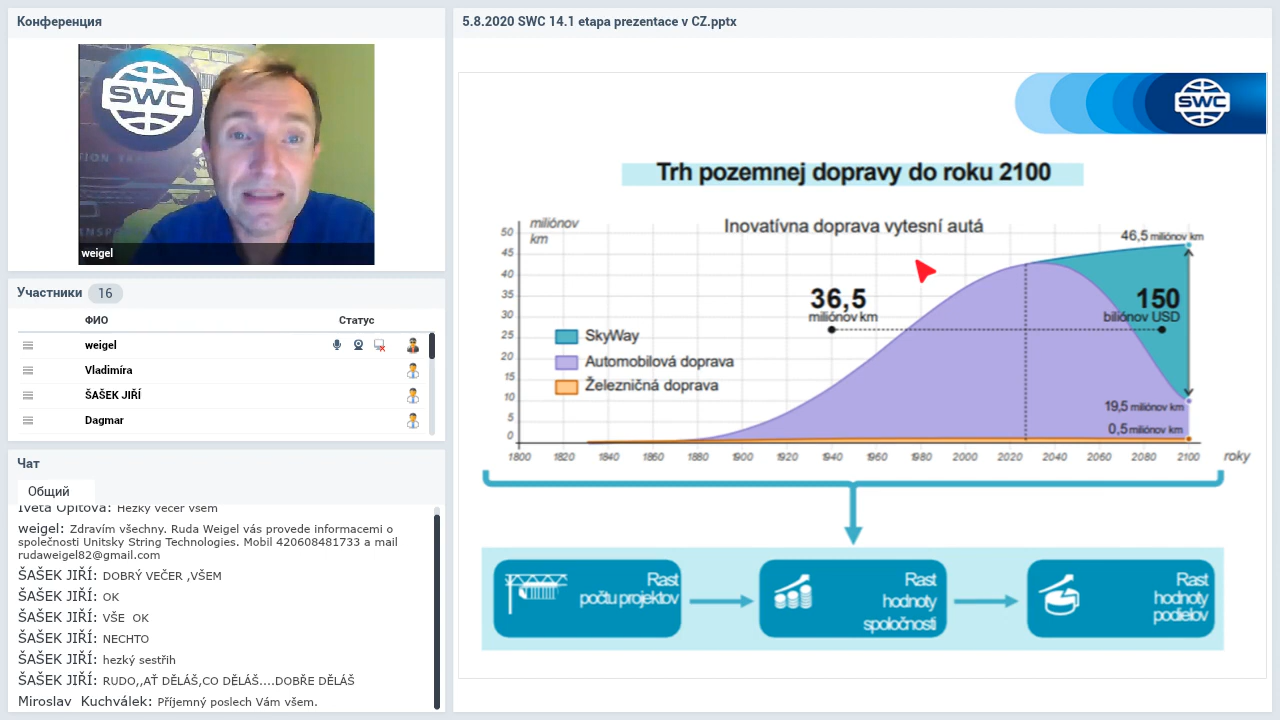 Конференция
SWC
weigel
Участники 16
ФИО Статус
weigel
Vladimíra
ŠAŠEK JIŘÍ
Dagmar
Чат
Общий
Iveta Opitová: Hezký večer všem
weigel: Zdravím všechny. Ruda Weigel vás provede informacemi o
společnosti Unitsky String Technologies. Mobil 420608481733 a mail
rudaweigel82@gmail.com
ŠAŠEK JIŘÍ: DOBRÝ VEČER ,VŠEM
ŠAŠEK JIŘÍ: OK
ŠAŠEK JIŘÍ: VŠE OK
ŠAŠEK JIŘÍ: NECHTO
ŠAŠEK JIŘÍ: hezký sestřih
ŠAŠEK JIŘÍ: RUDO,,AŤ DĚLÁŠ,CO DĚLÁŠ....DOBŘE DĚLÁŠ
Miroslav Kuchválek: Příjemný poslech Vám všem.
5.8.2020 SWC 14.1 etapa prezentace v CZ.pptx
SWC
Trh pozemnej dopravy do roku 2100
miliónov
km
Inovatívna doprava vytesní autá
50
45
40
35
30
25
20
15
10
5
0
46,5 miliónov km
36,5
miliónov km
150
biliónov USD
SkyWay
Automobilová doprava
Železničná doprava
19,5 miliónov km
0,5 miliónov km
1800 1820 1840 1860 1880 1900 1920 1940 1960 1980 2000 2020 2040 2060 2080 2100 roky
Rast
počtu projektov
Rast
hodnoty
spoločnosti
Rast
hodnoty
podielov